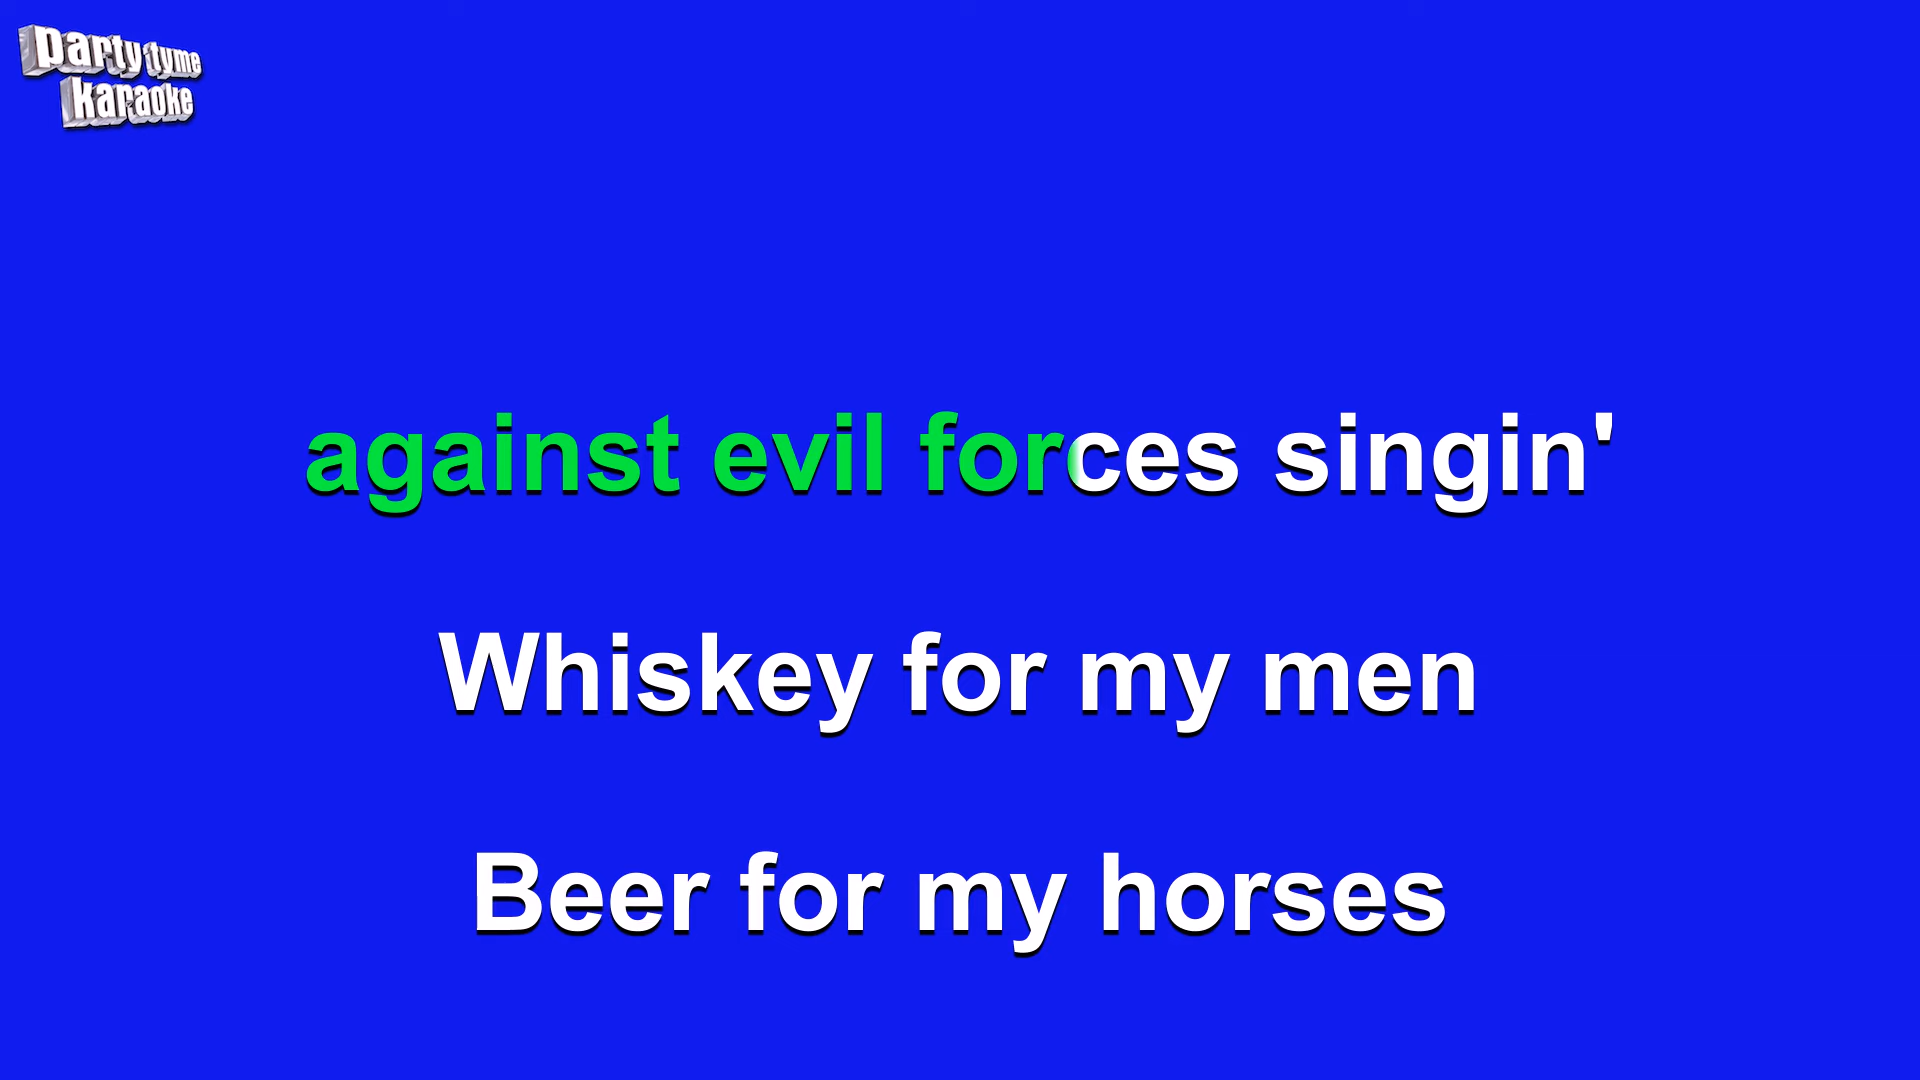 party tyme
karaoke
against evil forces singin'
Whiskey for my men
Beer for my horses